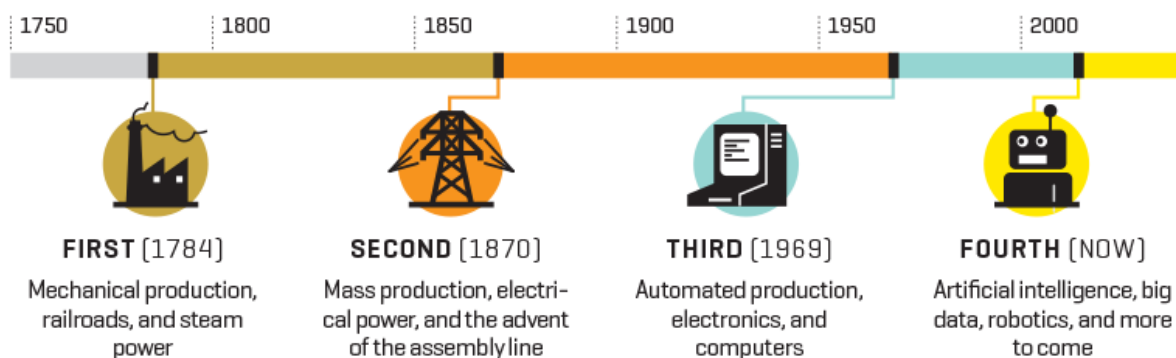 1750
1800
1850
1900
1950
2000
FIRST (1784)
Mechanical production,
railroads, and steam
power
SECOND (1870)
Mass production, electri-
cal power, and the advent
of the assembly line
THIRD (1969)
Automated production,
electronics, and
computers
FOURTH (NOW)
Artificial intelligence, big
data, robotics, and more
to come